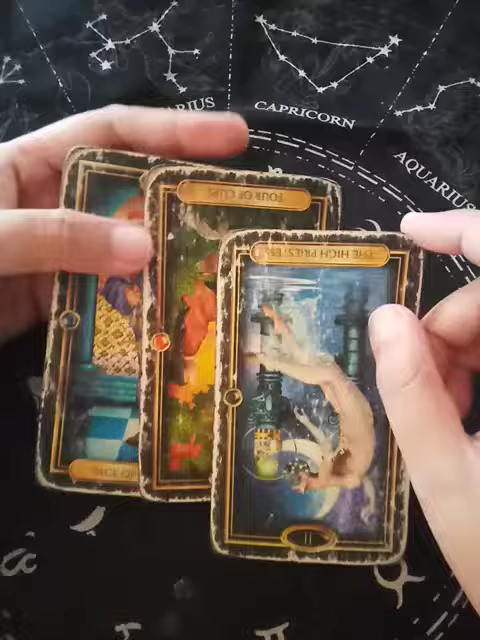 ARIUS
CAPRICORN
AQUARIUS
FOUR OF CUPS
THE HIGH PRIESTESS
II